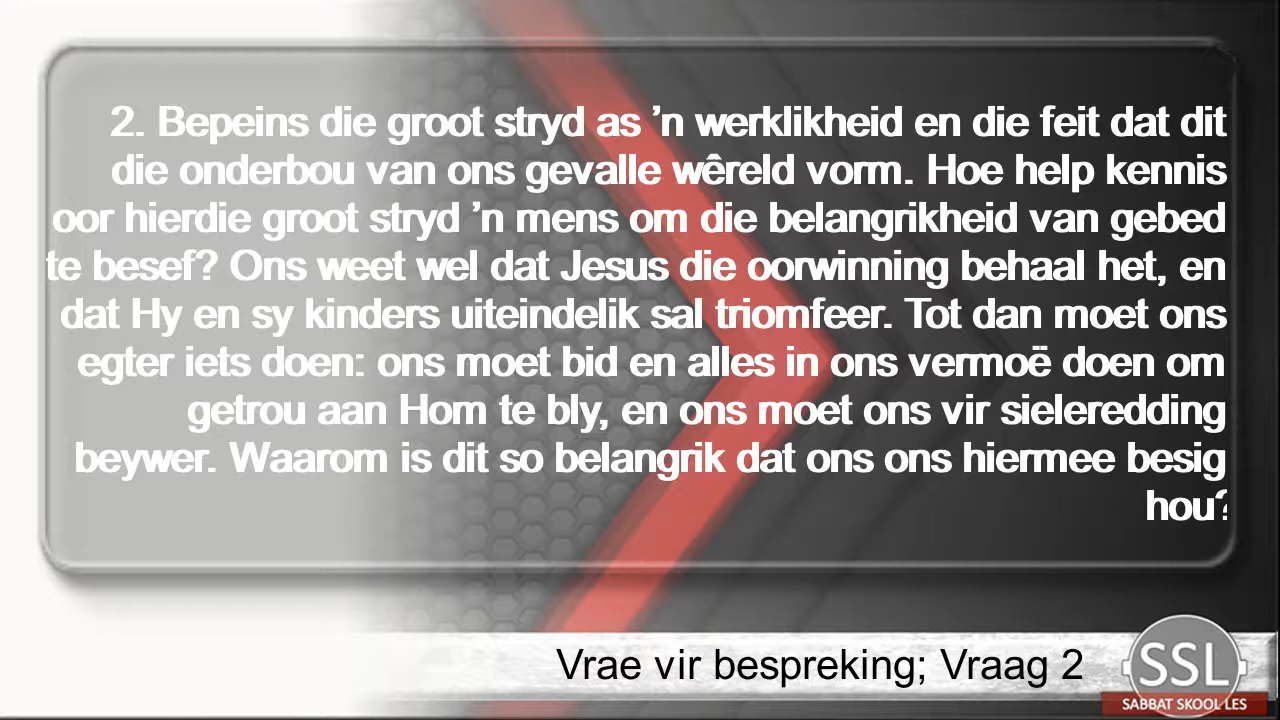 2. Bepeins die groot stryd as ’n werklikheid en die feit dat dit
die onderbou van ons gevalle wêreld vorm. Hoe help kennis
oor hierdie groot stryd ’n mens om die belangrikheid van gebed
te besef? Ons weet wel dat Jesus die oorwinning behaal het, en
dat Hy en sy kinders uiteindelik sal triomfeer. Tot dan moet ons
egter iets doen: ons moet bid en alles in ons vermoë doen om
getrou aan Hom te bly, en ons moet ons vir sieleredding
beywer. Waarom is dit so belangrik dat ons ons hiermee besig
hou?
Vrae vir bespreking; Vraag 2
SSL
SABBAT SKOOL LES